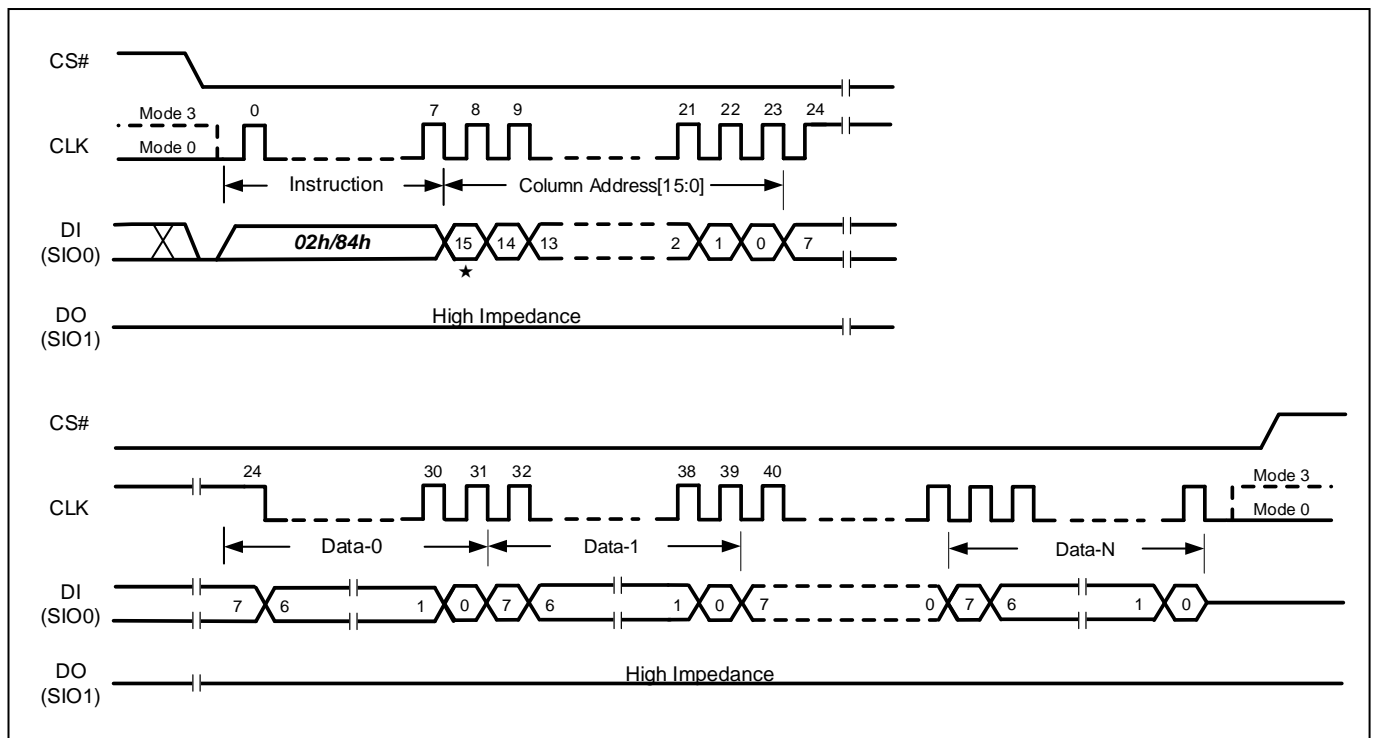 CS#
Mode 3 0 7 8 9 21 22 23 24
CLK
Mode 0
Instruction Column Address[15:0]
DI
(SIO0)
02h/84h 15 14 13 2 1 0 7
★
DO
(SIO1)
High Impedance
CS#
24 30 31 32 38 39 40 Mode 3
CLK
Mode 0
Data-0 Data-1 Data-N
DI
(SIO0)
7 6 1 0 7 6 1 0 7 0 7 6 1 0
DO
(SIO1)
High Impedance